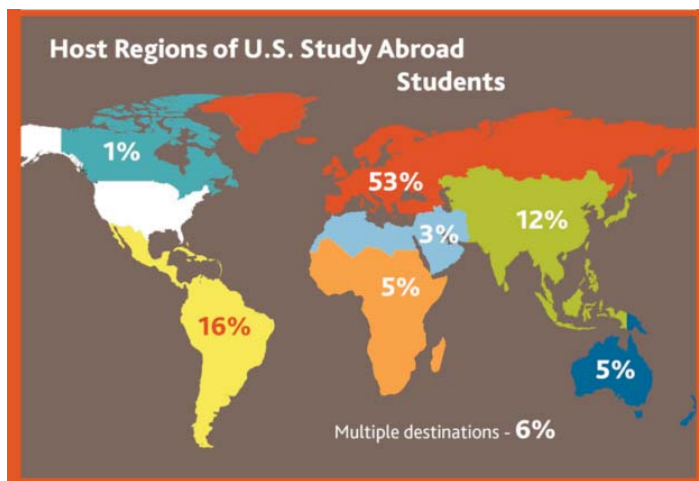 Host Regions of U.S. Study Abroad
Students
1%
53%
12%
3%
5%
16%
5%
Multiple destinations - 6%